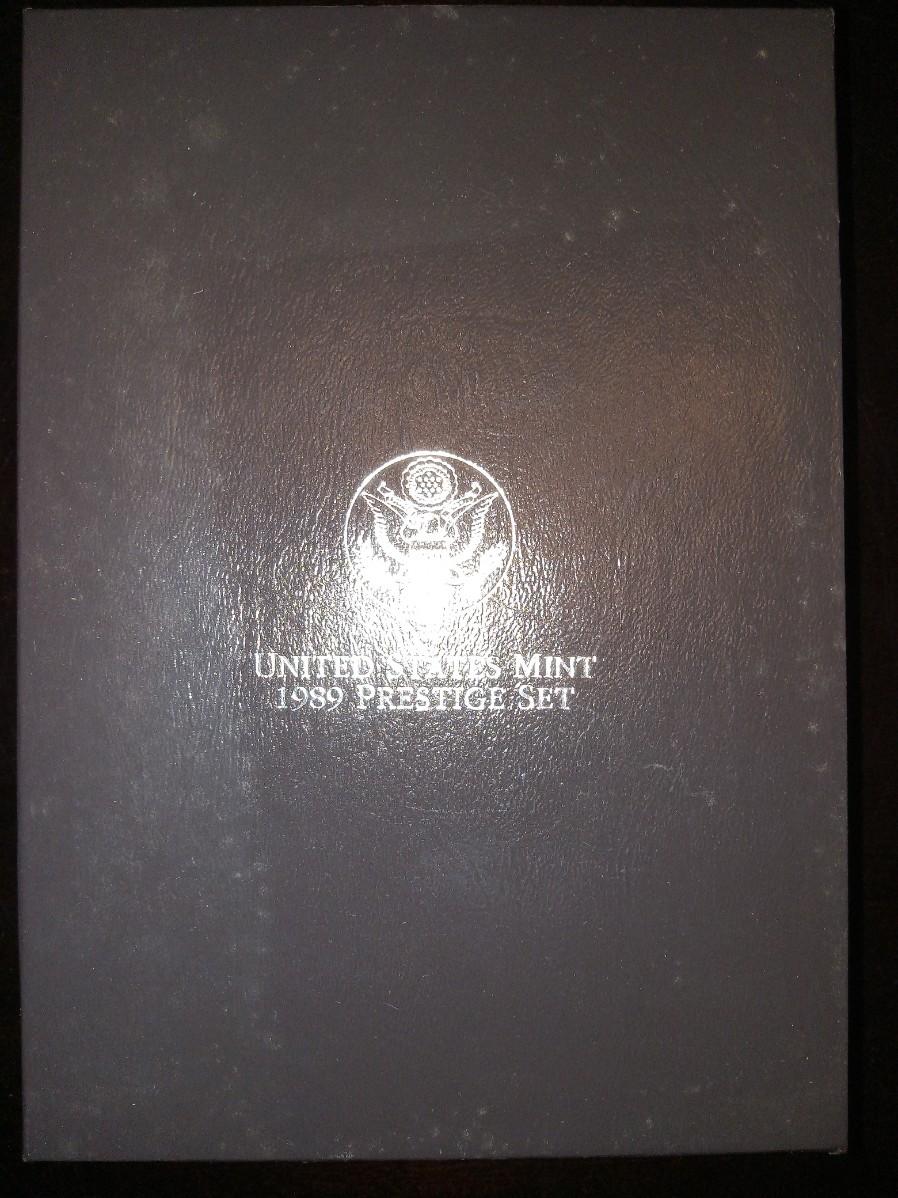 United States Mint
1989 Prestige Set